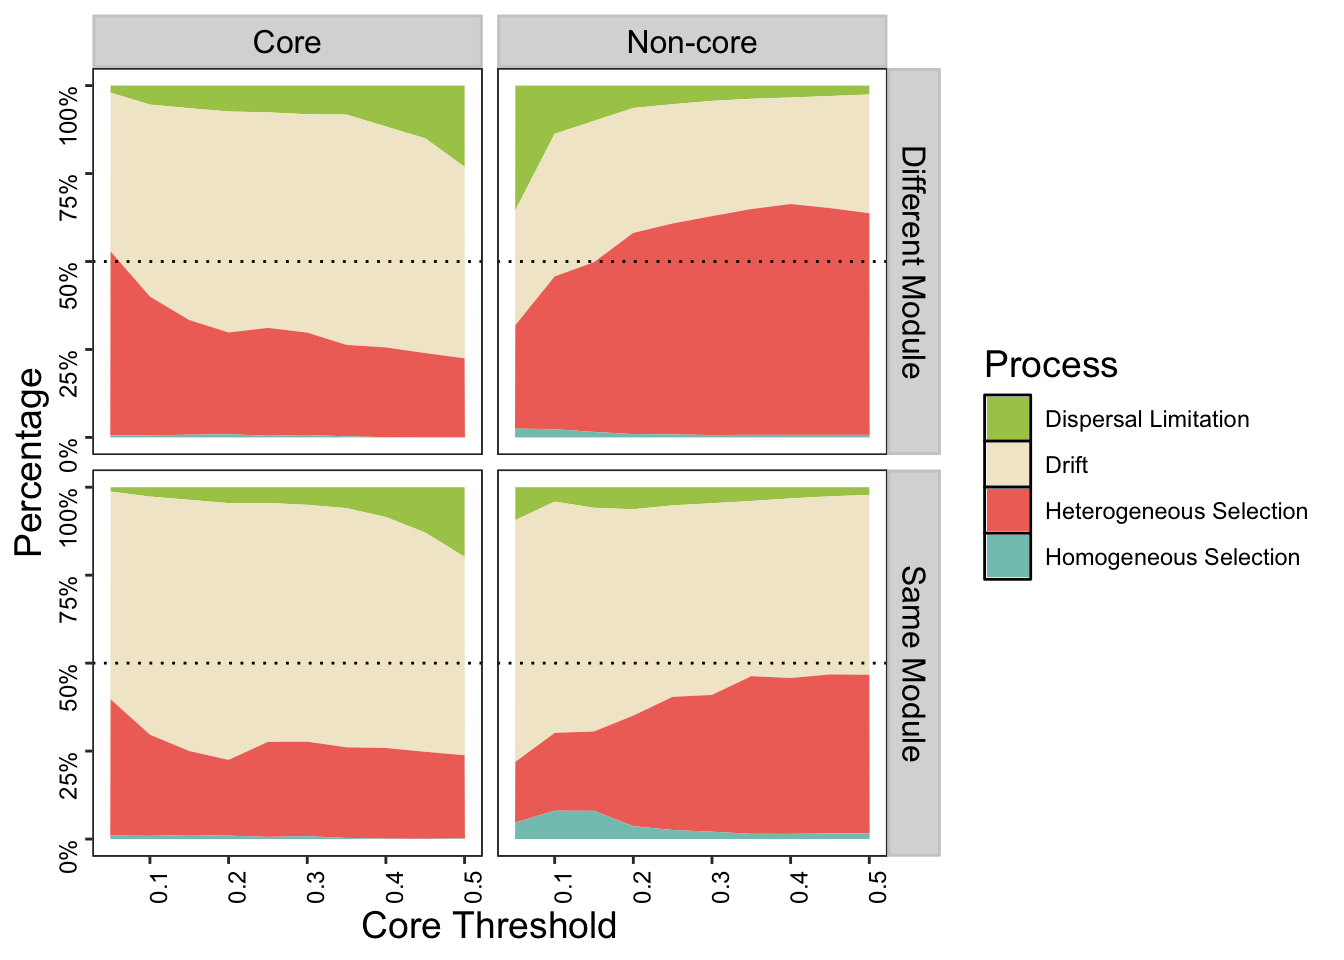 Core
Non-core
Different Module
Same Module
Percentage
100%
75%
50%
25%
0%
100%
75%
50%
25%
0%
0.1
0.2
0.3
0.4
0.5
0.1
0.2
0.3
0.4
0.5
Core Threshold
Process
Dispersal Limitation
Drift
Heterogeneous Selection
Homogeneous Selection